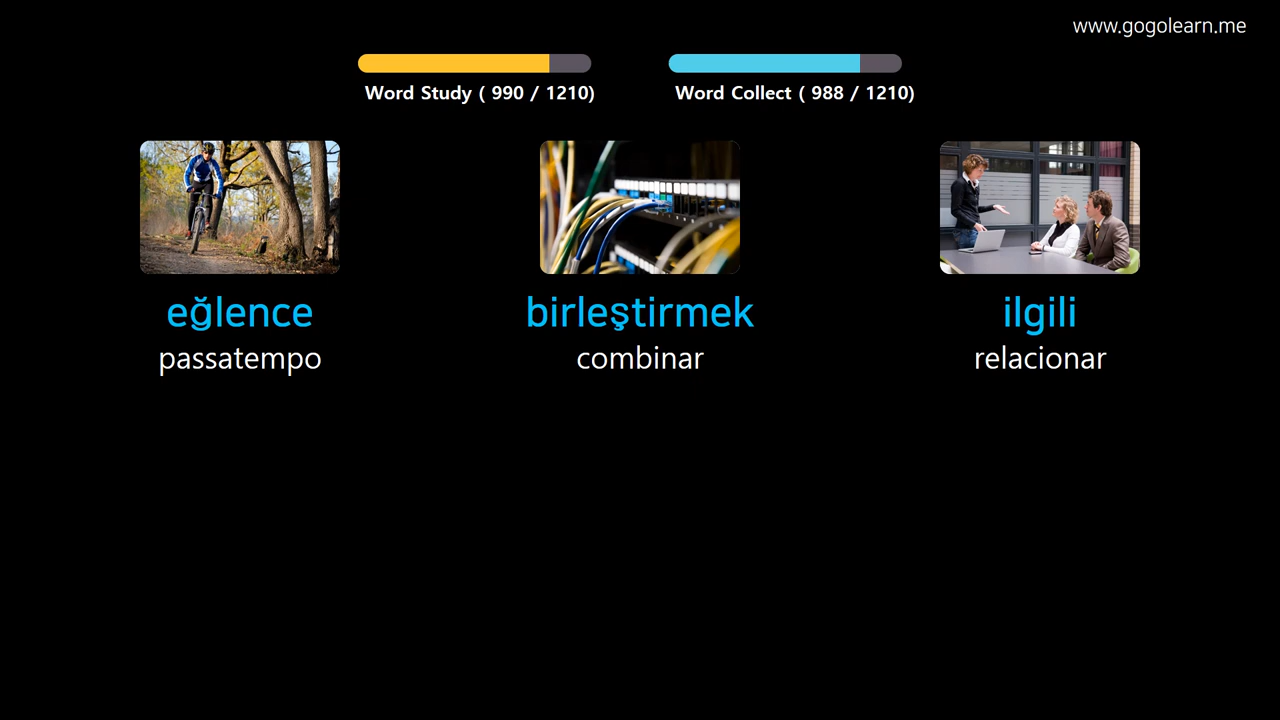 www.gogolearn.me
Word Study ( 990 / 1210)
Word Collect ( 988 / 1210)
eğlence
birleştirmek
ilgili
passatempo
combinar
relacionar